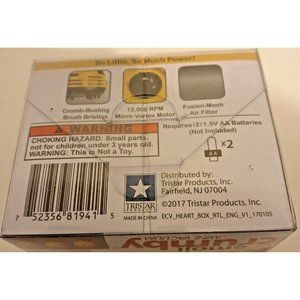 So Little, So Much Power!
Crumb-Busting
Brush Bristles
12,000 RPM
Micro-Vortex Motor
Fusion-Mesh
Air Filter
WARNING
CHOKING HAZARD: Small parts,
not for children under 3 years old.
WARNING: This is Not a Toy.
Requires (2) 1.5V AA Batteries
(Not Included)
x2
7 52356 81941 5
TRISTAR
MADE IN CHINA
Distributed by:
Tristar Products, Inc.
Fairfield, NJ 07004
©2017 Tristar Products, Inc.
ECV_HEART_BOX_RTL_ENG_V1_170105